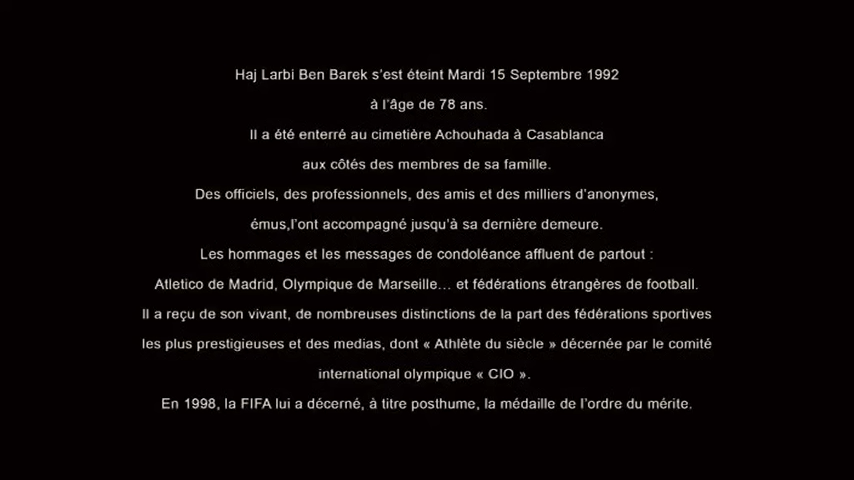 Haj Larbi Ben Barek s'est éteint Mardi 15 Septembre 1992
à l'âge de 78 ans.
Il a été enterré au cimetière Achouhada à Casablanca
aux côtés des membres de sa famille.
Des officiels, des professionnels, des amis et des milliers d'anonymes,
émus,l'ont accompagné jusqu'à sa dernière demeure.
Les hommages et les messages de condoléance affluent de partout :
Atletico de Madrid, Olympique de Marseille... et fédérations étrangères de football.
Il a reçu de son vivant, de nombreuses distinctions de la part des fédérations sportives
les plus prestigieuses et des medias, dont « Athlète du siècle » décernée par le comité
international olympique « CIO ».
En 1998, la FIFA lui a décerné, à titre posthume, la médaille de l'ordre du mérite.